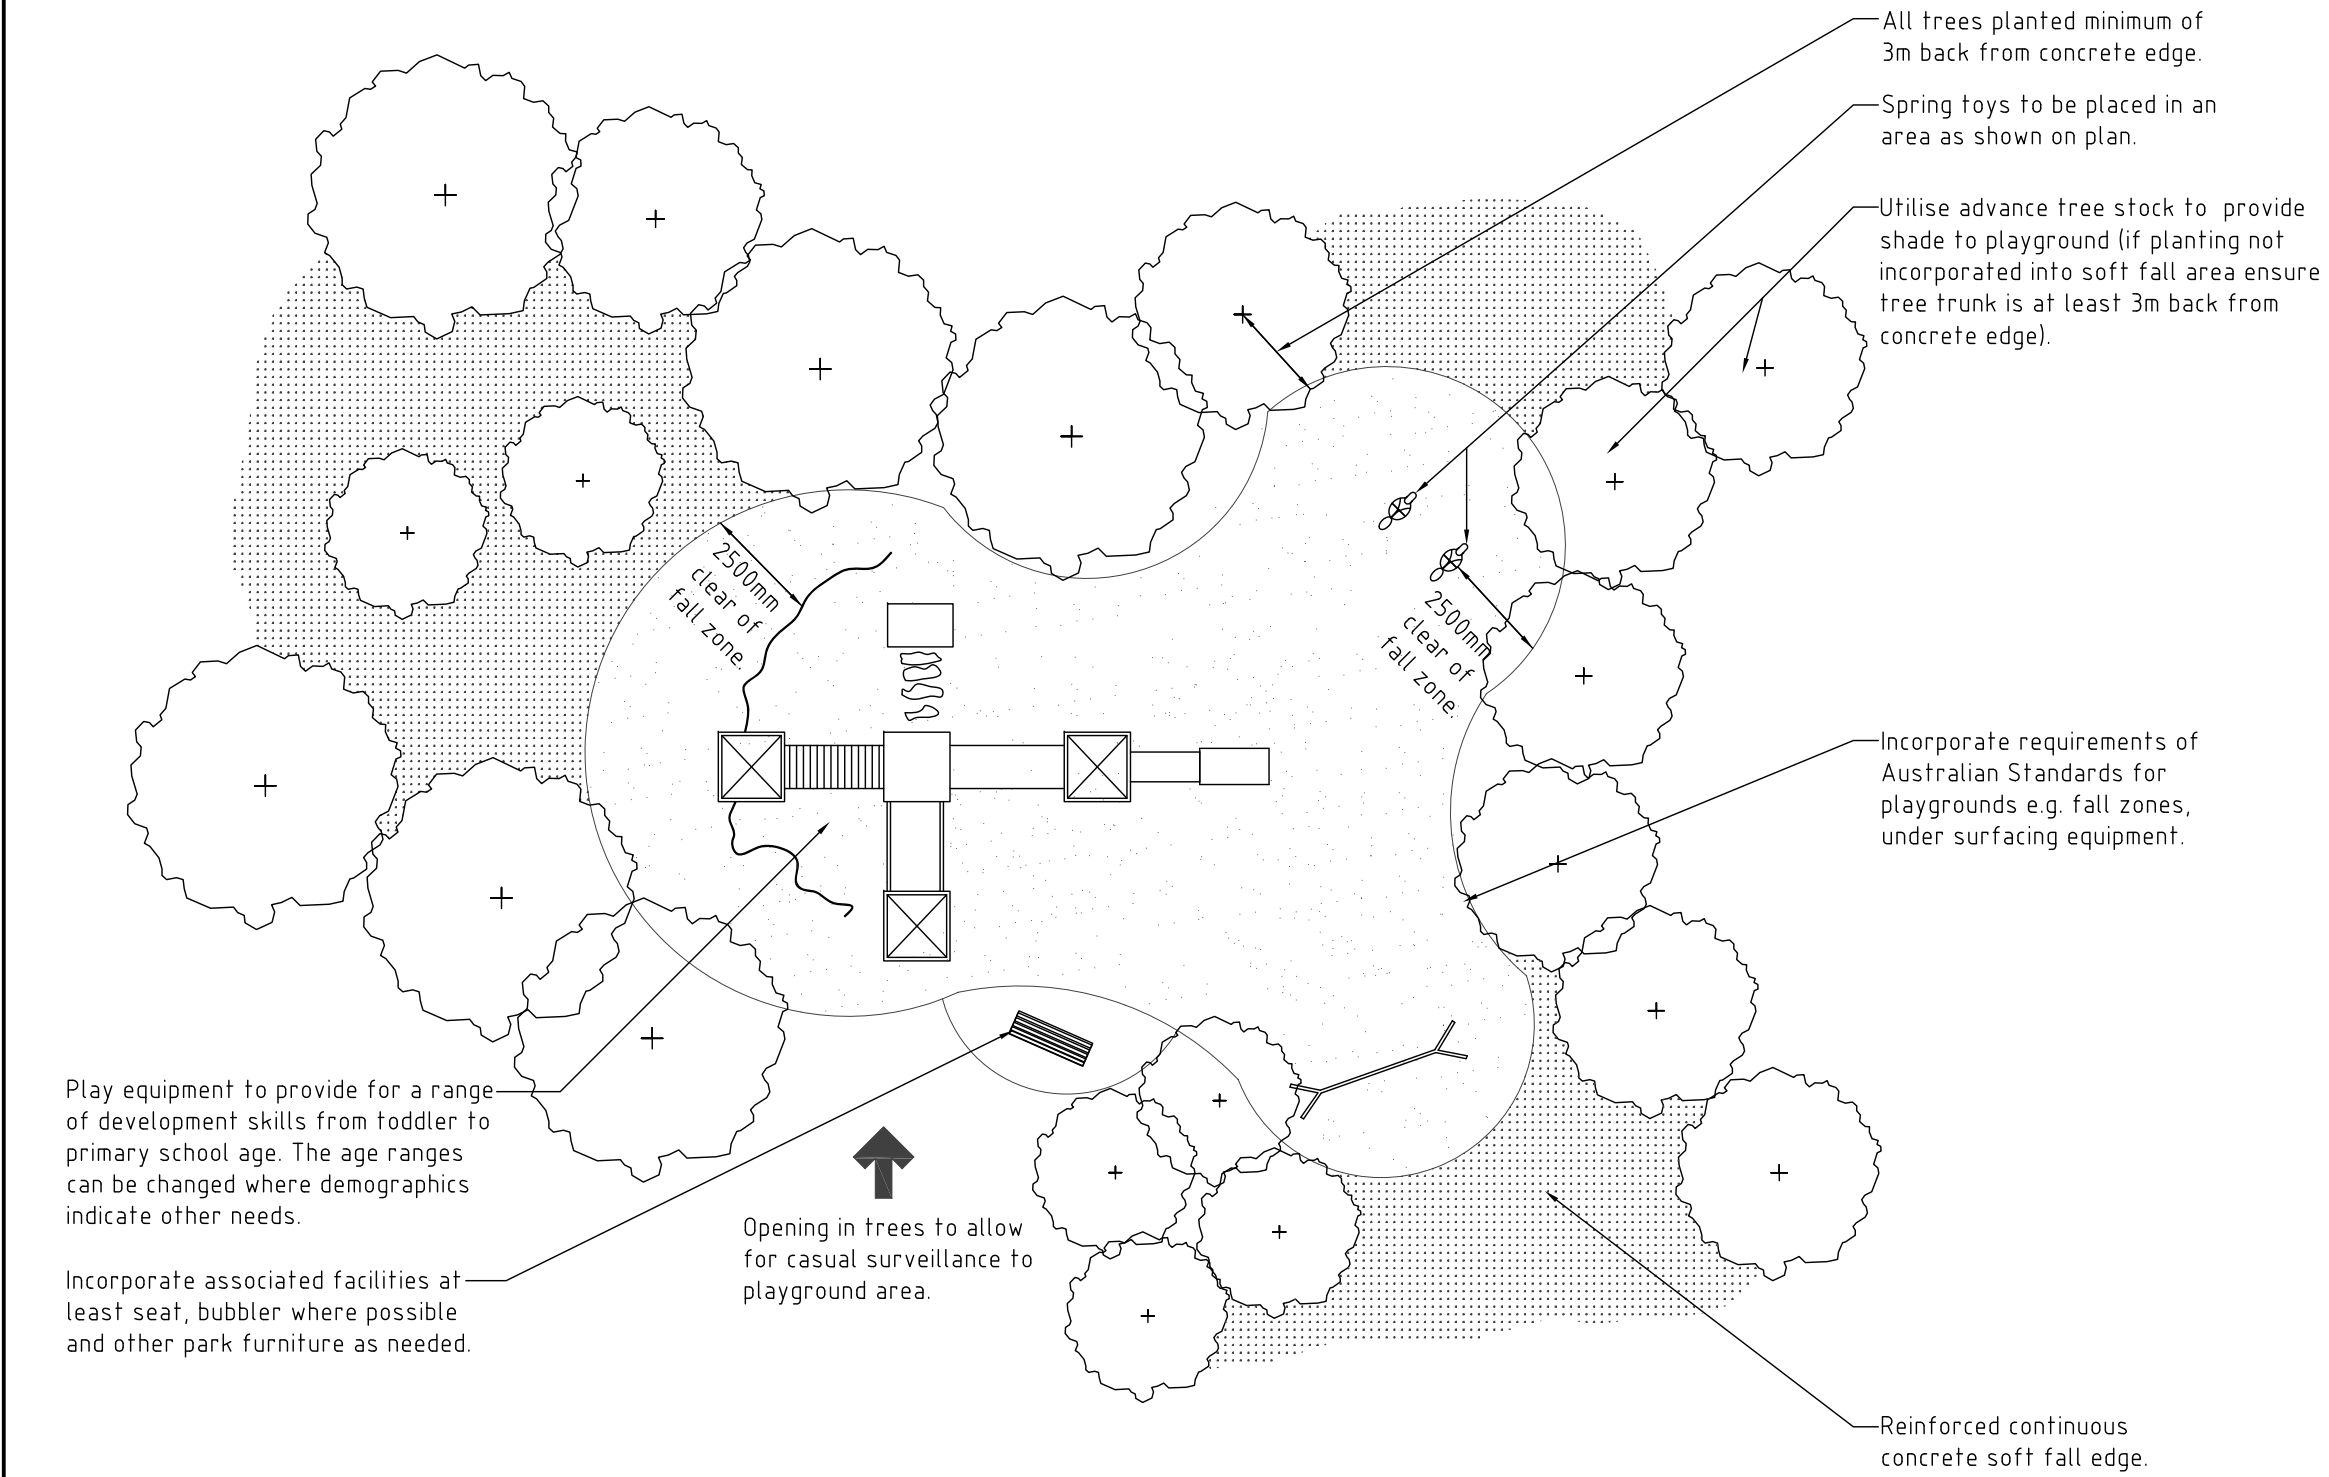 All trees planted minimum of
3m back from concrete edge.
Spring toys to be placed in an
area as shown on plan.
Utilise advance tree stock to provide
shade to playground (if planting not
incorporated into soft fall area ensure
tree trunk is at least 3m back from
concrete edge).
2500mm
clear of
fall zone.
2500mm
clear of
fall zone.
Incorporate requirements of
Australian Standards for
playgrounds e.g. fall zones,
under surfacing equipment.
Play equipment to provide for a range
of development skills from toddler to
primary school age. The age ranges
can be changed where demographics
indicate other needs.
Opening in trees to allow
for casual surveillance to
playground area.
Incorporate associated facilities at
least seat, bubbler where possible
and other park furniture as needed.
Reinforced continuous
concrete soft fall edge.